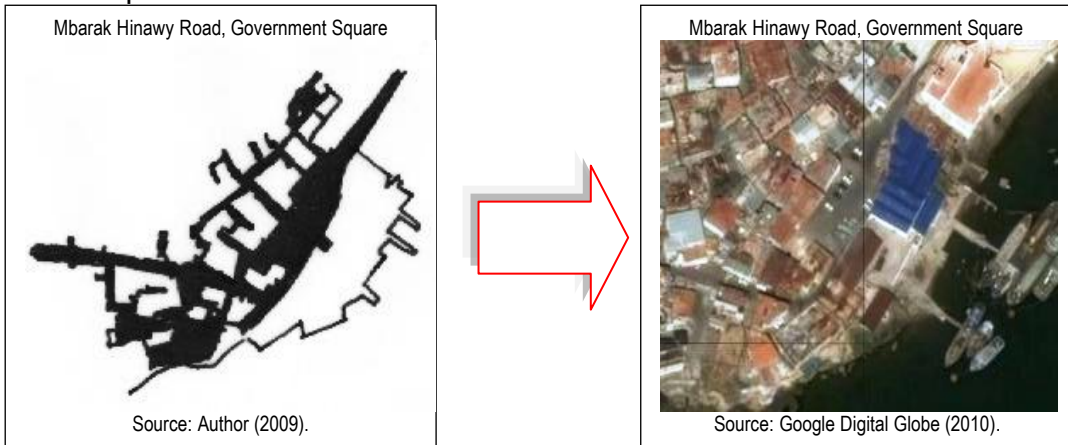 Mbarak Hinawy Road, Government Square
Source: Author (2009).
Mbarak Hinawy Road, Government Square
Source: Google Digital Globe (2010).